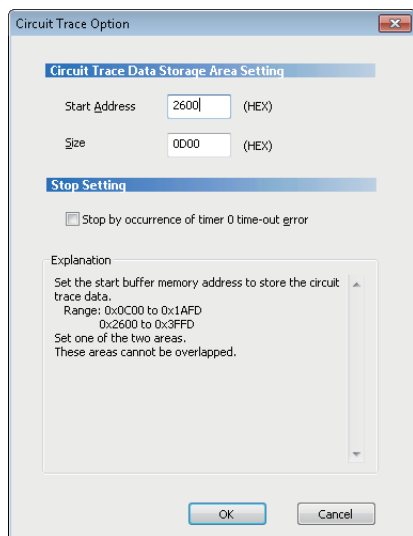 Circuit Trace Option
Circuit Trace Data Storage Area Setting
Start Address 2600 (HEX)
Size 0D00 (HEX)
Stop Setting
Stop by occurrence of timer 0 time-out error
Explanation
Set the start buffer memory address to store the circuit
trace data.
Range: 0x0C00 to 0x1AFD
0x2600 to 0x3FFD
Set one of the two areas.
These areas cannot be overlapped.
OK Cancel